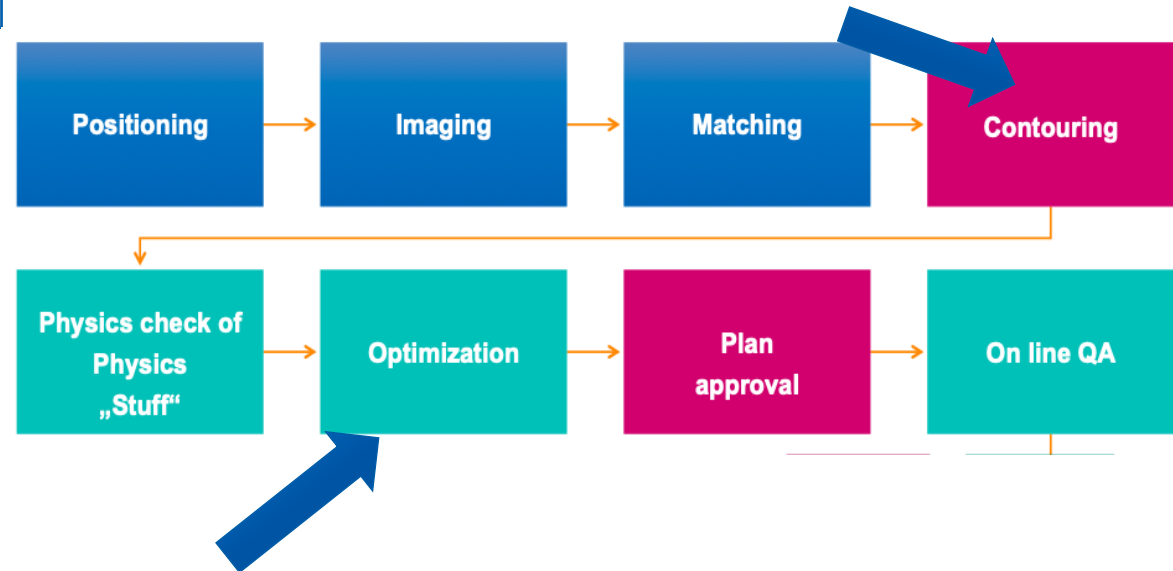 Positioning
Imaging
Matching
Contouring
Physics check of
Physics
„Stuff“
Optimization
Plan
approval
On line QA